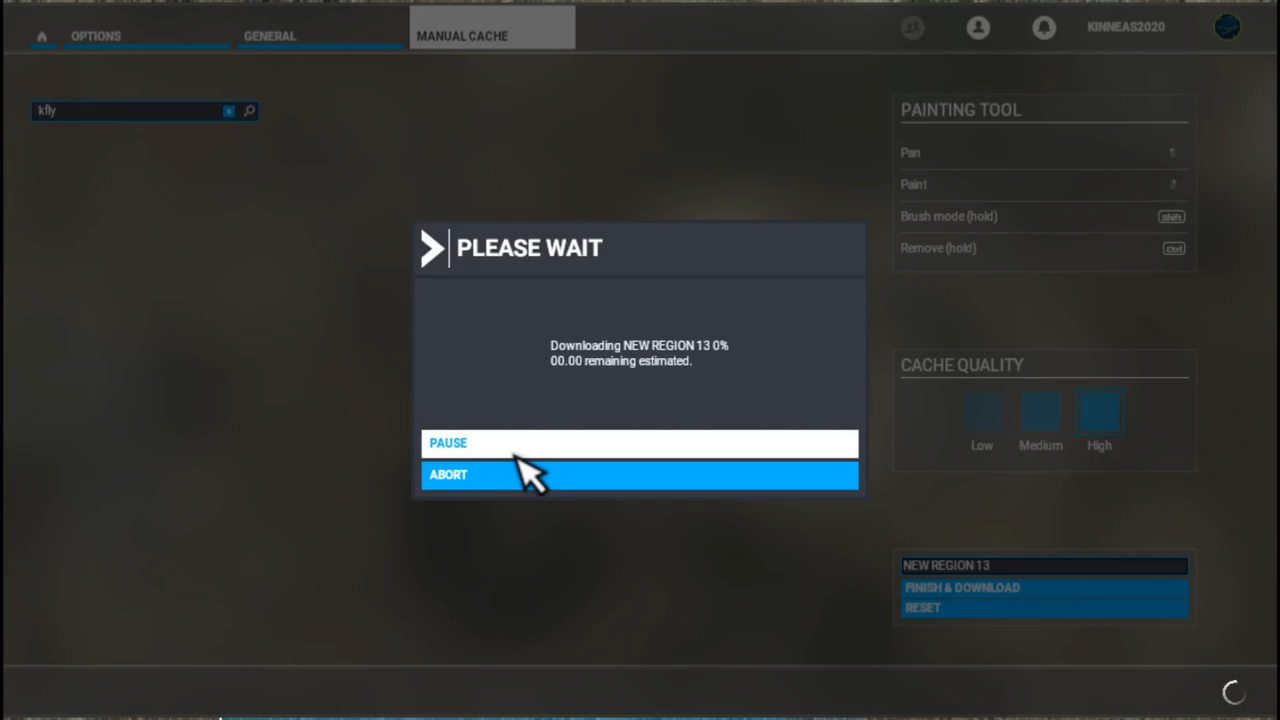 OPTIONS
GENERAL
MANUAL CACHE
KINNEAS2020
kfly
x
PAINTING TOOL
Pan
Paint
Brush mode (hold)
Shift
Remove (hold)
Ctrl
PLEASE WAIT
Downloading NEW REGION 13 0%
00.00 remaining estimated.
PAUSE
ABORT
CACHE QUALITY
Low
Medium
High
NEW REGION 13
FINISH & DOWNLOAD
RESET